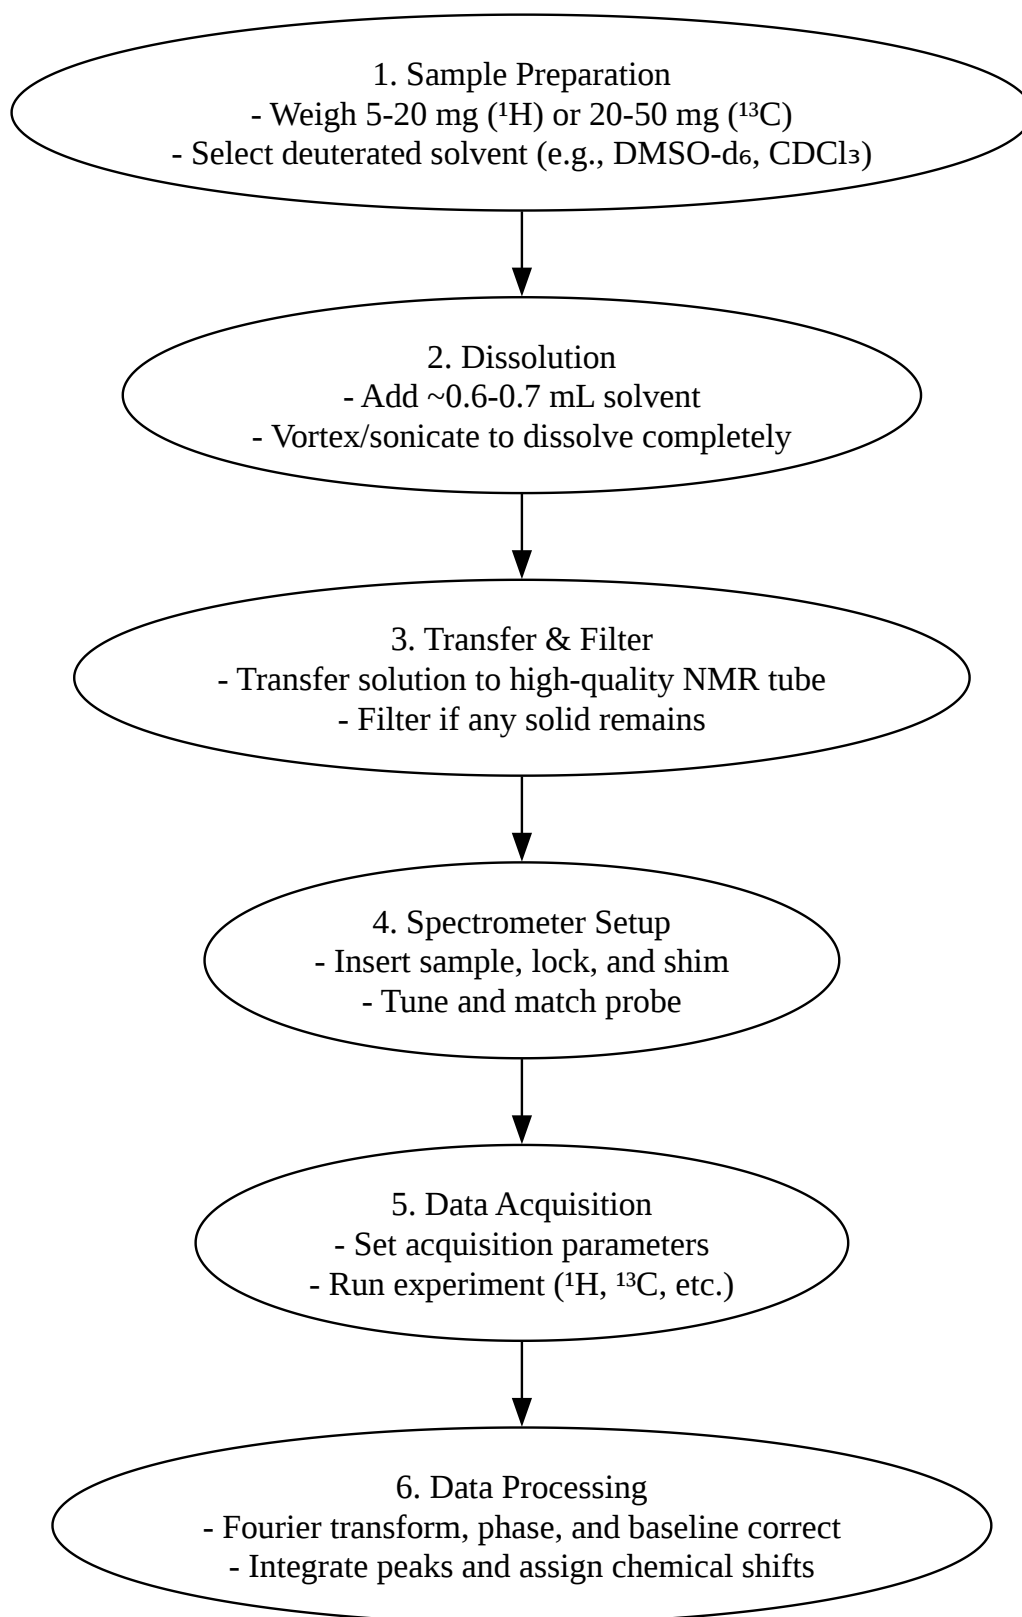 1. Sample Preparation
- Weigh 5-20 mg (¹H) or 20-50 mg (¹³C)
- Select deuterated solvent (e.g., DMSO-d₆, CDCl₃)
2. Dissolution
- Add ~0.6-0.7 mL solvent
- Vortex/sonicate to dissolve completely
3. Transfer & Filter
- Transfer solution to high-quality NMR tube
- Filter if any solid remains
4. Spectrometer Setup
- Insert sample, lock, and shim
- Tune and match probe
5. Data Acquisition
- Set acquisition parameters
- Run experiment (¹H, ¹³C, etc.)
6. Data Processing
- Fourier transform, phase, and baseline correct
- Integrate peaks and assign chemical shifts